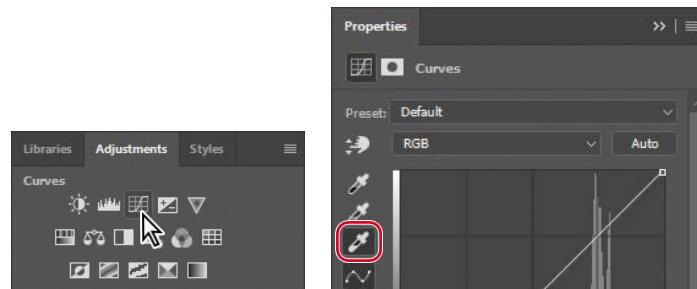 Libraries Adjustments Styles
Curves
Properties
Curves
Preset: Default
RGB Auto